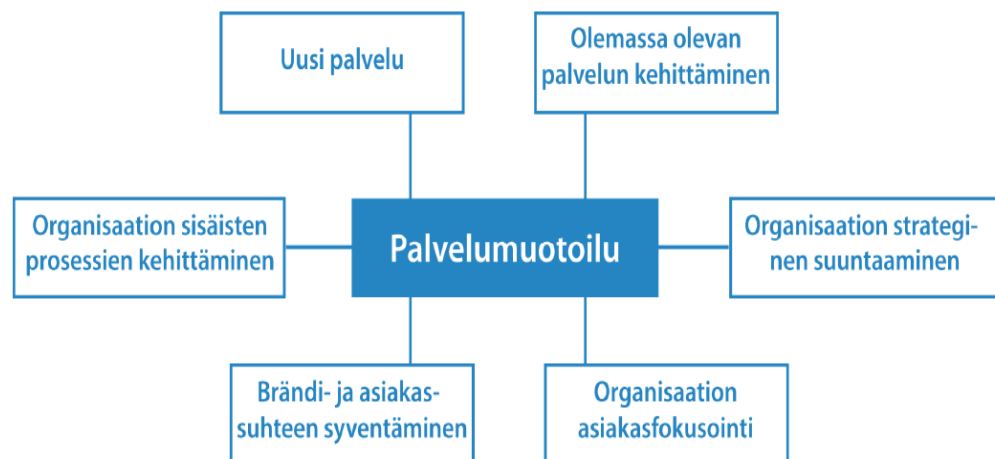 Uusi palvelu
Olemassa olevan
palvelun kehittäminen
Organisaation sisäisten
prosessien kehittäminen
Palvelumuotoilu
Organisaation strategi-
nen suuntaaminen
Brändi- ja asiakas-
suhteen syventäminen
Organisaation
asiakasfokusointi